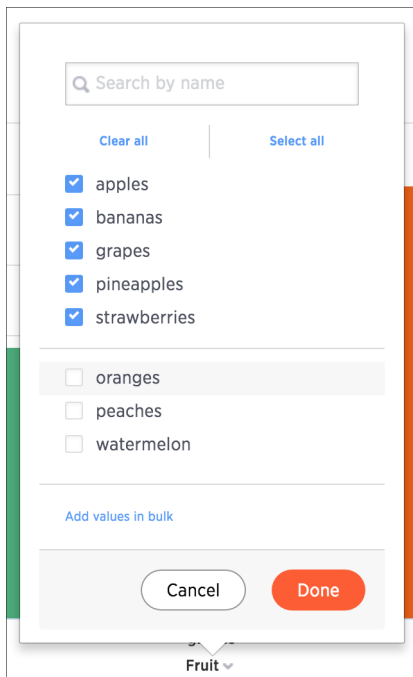 Search by name
Clear all
Select all
apples
bananas
grapes
pineapples
strawberries
oranges
peaches
watermelon
Add values in bulk
Cancel
Done
Fruit